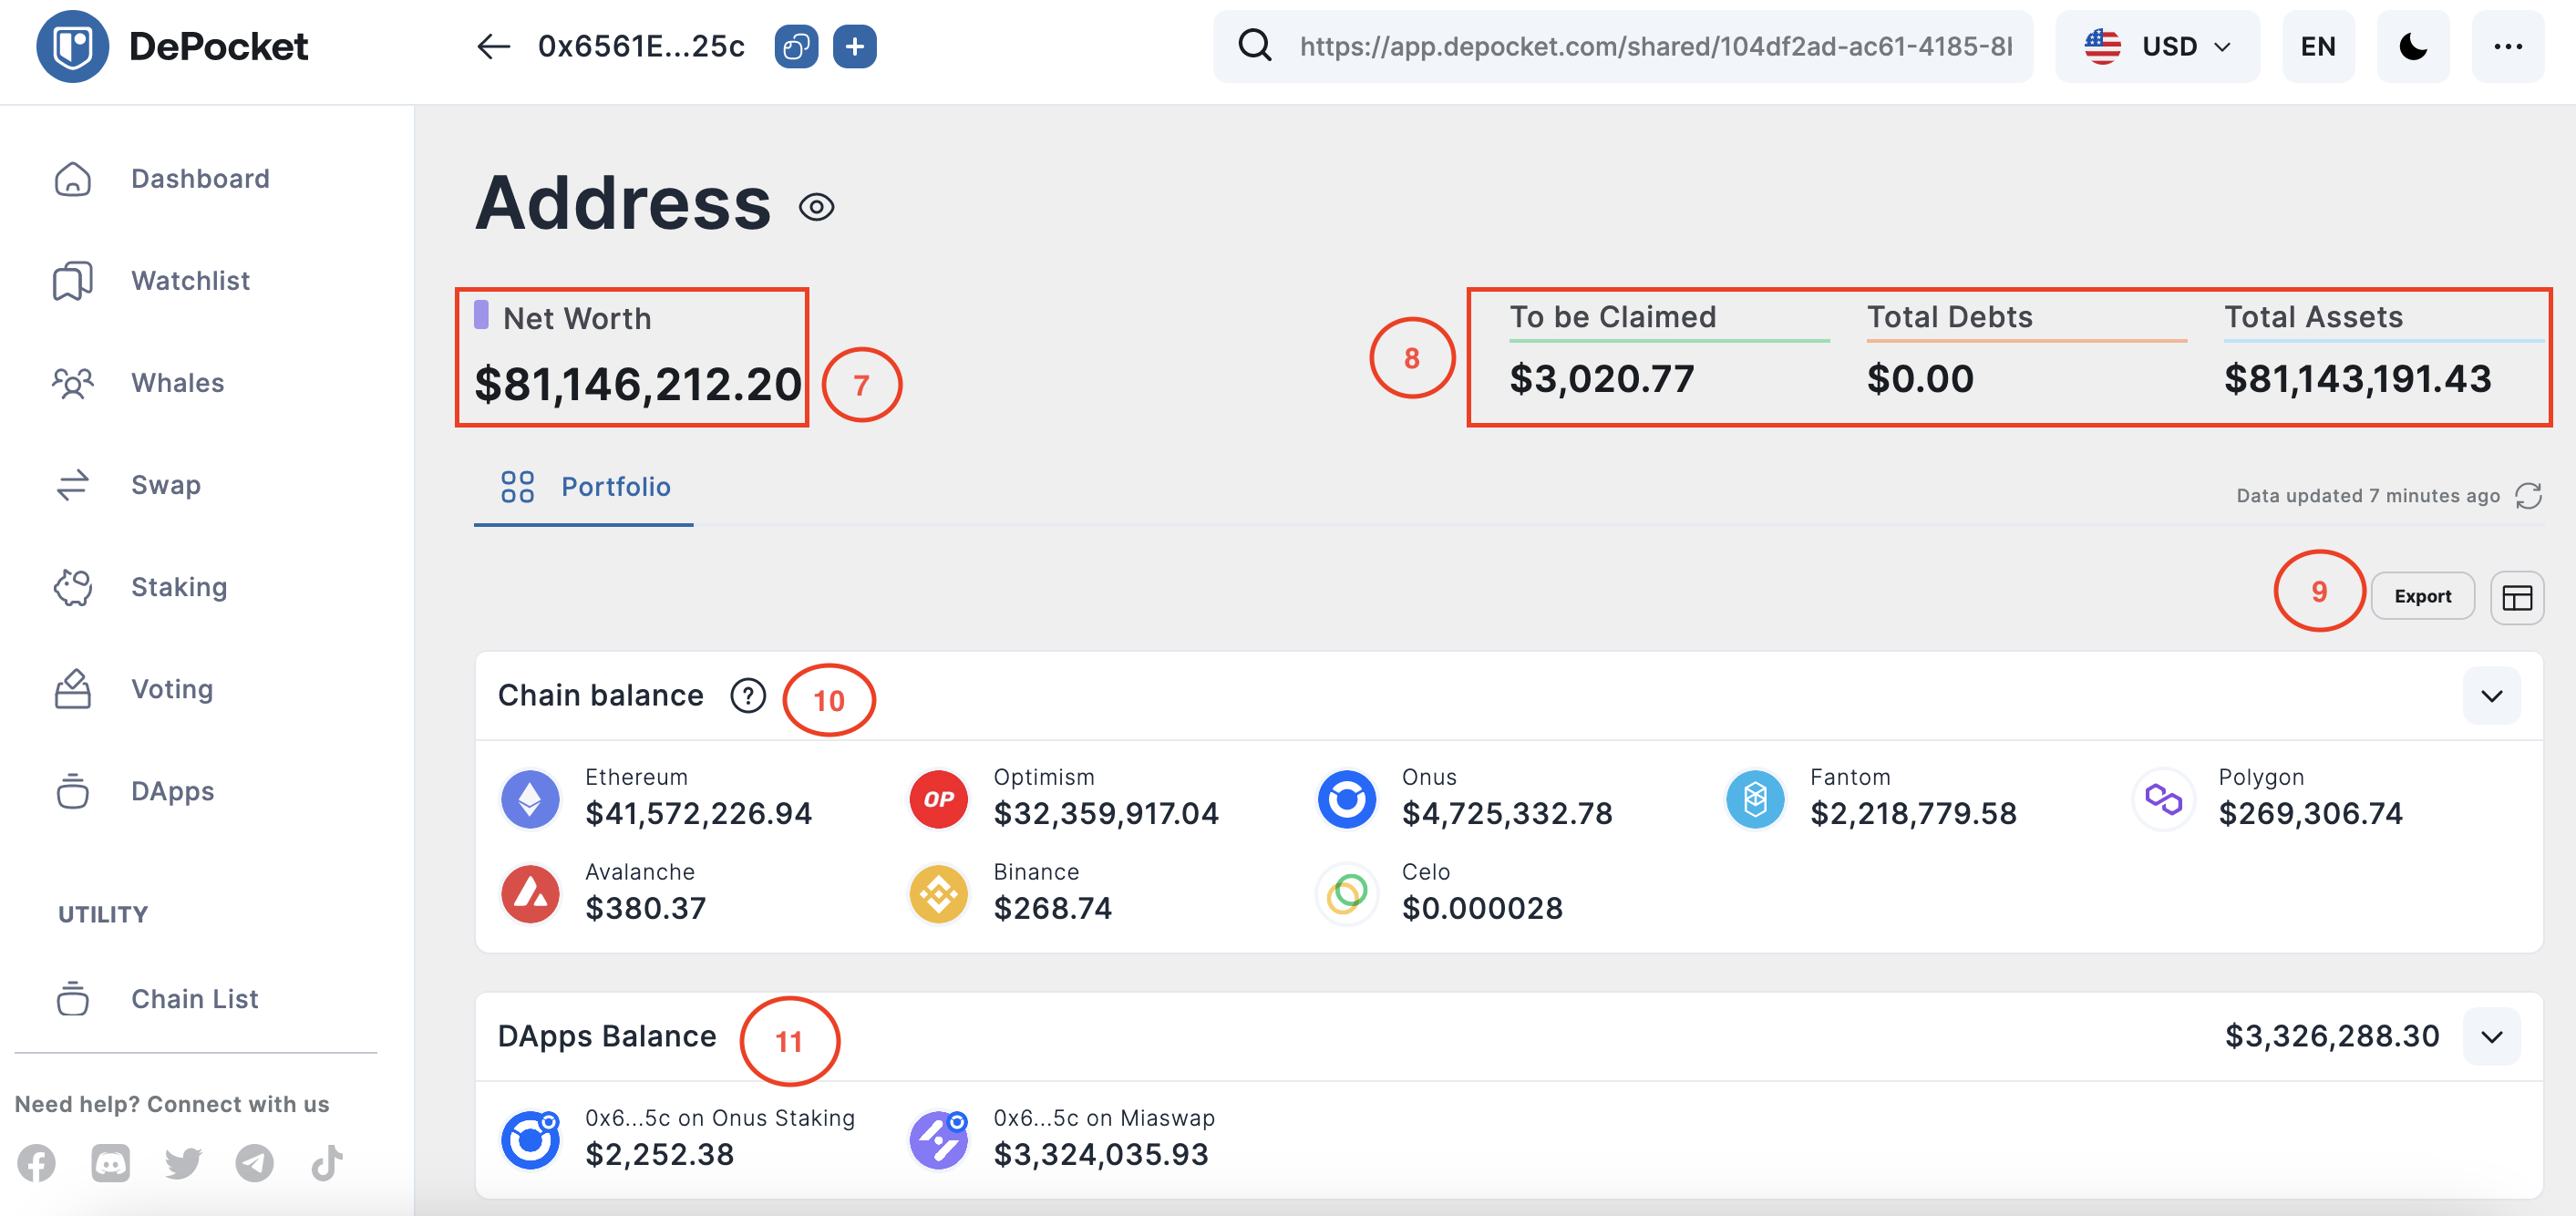 DePocket
0x6561E...25c
https://app.depocket.com/shared/104df2ad-ac61-4185-8
USD
EN
Dashboard
Watchlist
Whales
Swap
Staking
Voting
DApps
UTILITY
Chain List
Need help? Connect with us
Address
Net Worth
$81,146,212.20
7
8
To be Claimed
$3,020.77
Total Debts
$0.00
Total Assets
$81,143,191.43
Portfolio
Data updated 7 minutes ago
9
Export
Chain balance
?
10
Ethereum
$41,572,226.94
Optimism
$32,359,917.04
Onus
$4,725,332.78
Fantom
$2,218,779.58
Polygon
$269,306.74
Avalanche
$380.37
Binance
$268.74
Celo
$0.000028
OP
DApps Balance
11
$3,326,288.30
0x6...5c on Onus Staking
$2,252.38
0x6...5c on Miaswap
$3,324,035.93